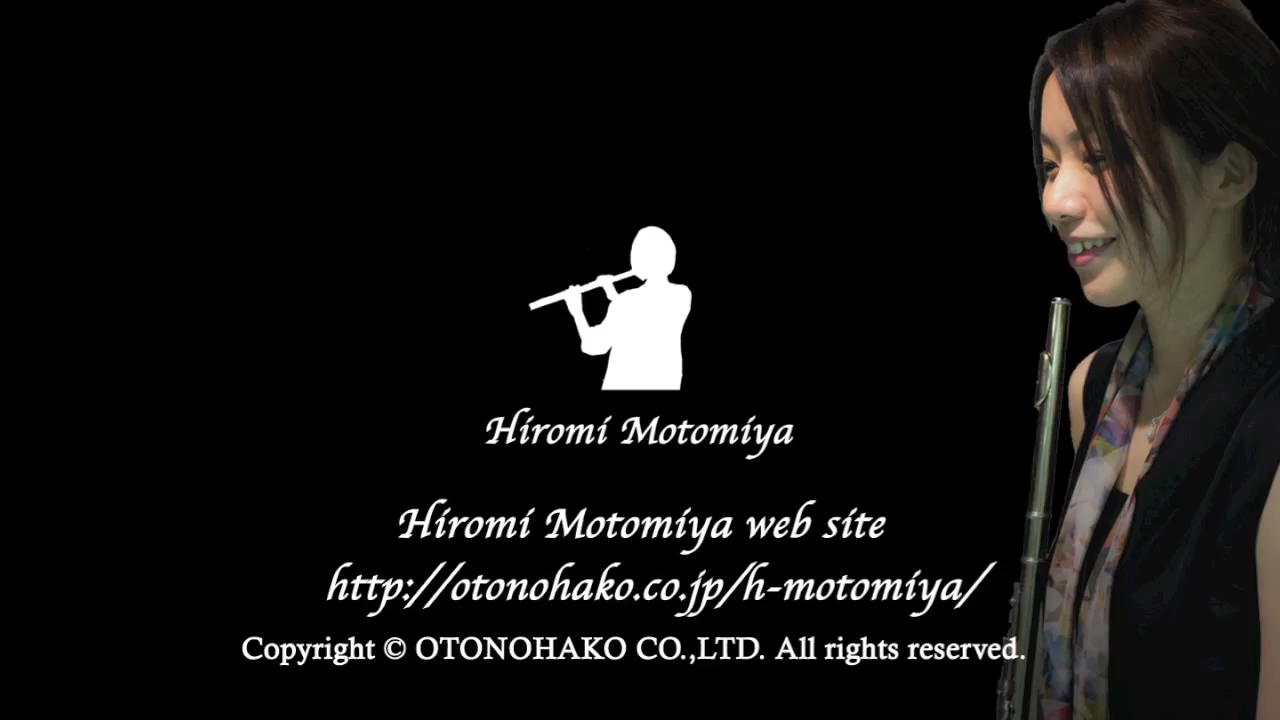 Hiromi Motomiya
Hiromi Motomiya web site
http://otonohako.co.jp/h-motomiya/
Copyright © OTONOHAKO CO.,LTD. All rights reserved.